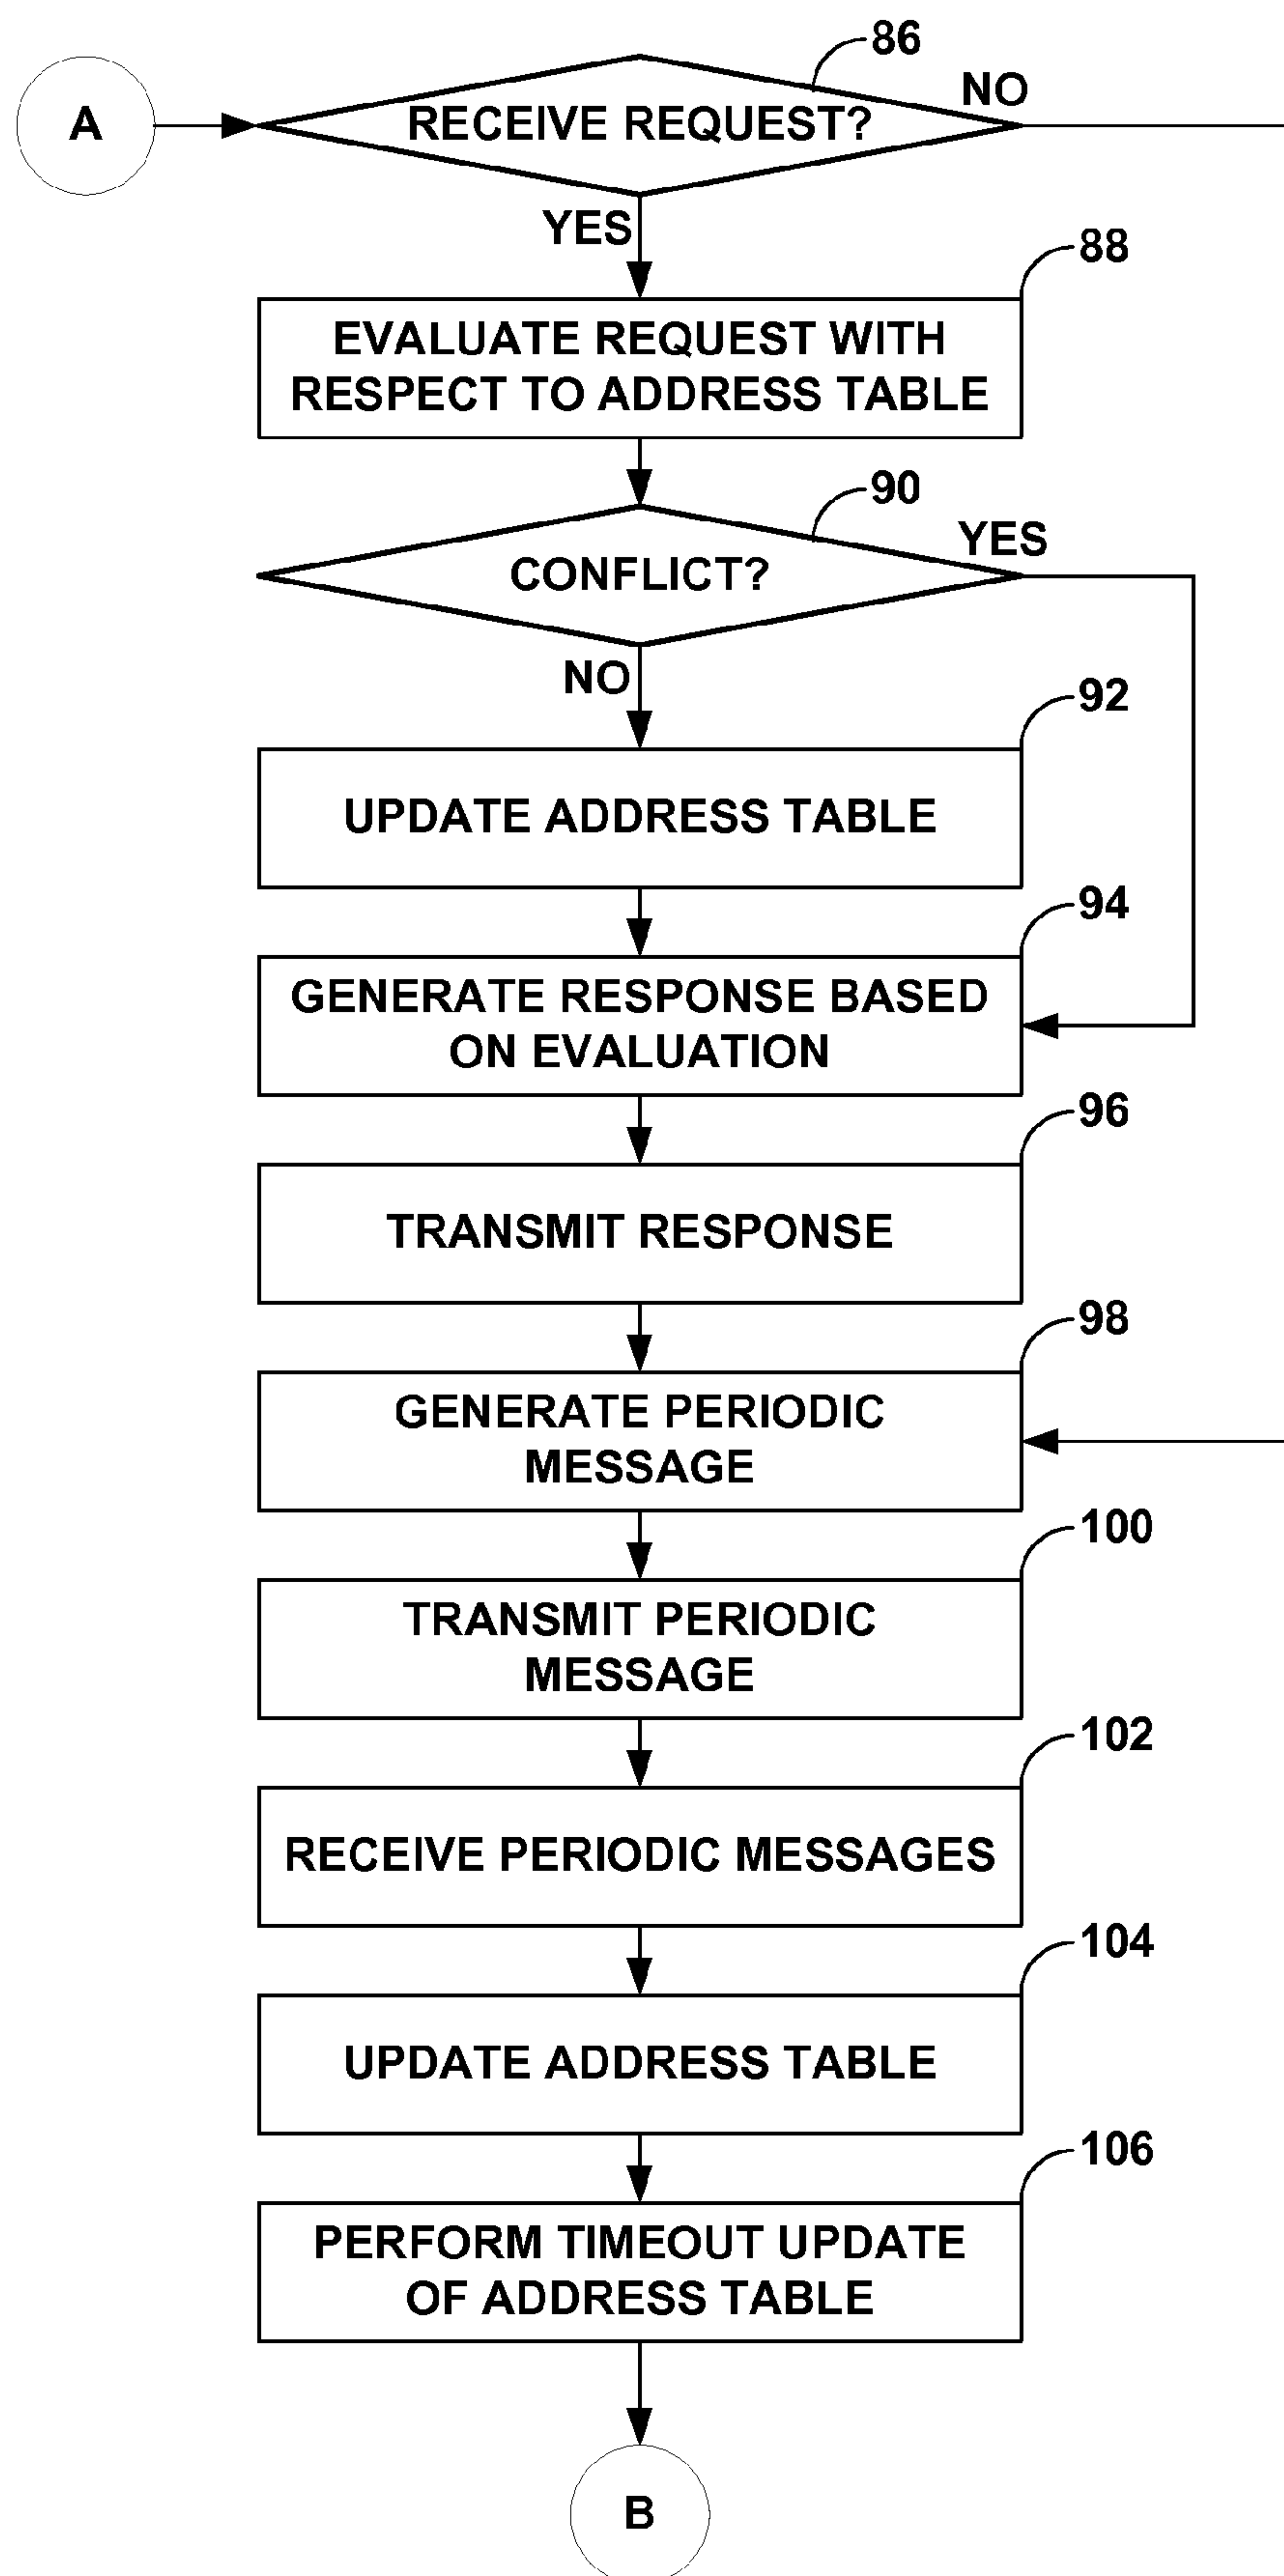 86
NO
A
RECEIVE REQUEST?
YES
88
EVALUATE REQUEST WITH
RESPECT TO ADDRESS TABLE
90
YES
CONFLICT?
NO
92
UPDATE ADDRESS TABLE
94
GENERATE RESPONSE BASED
ON EVALUATION
96
TRANSMIT RESPONSE
98
GENERATE PERIODIC
MESSAGE
100
TRANSMIT PERIODIC
MESSAGE
102
RECEIVE PERIODIC MESSAGES
104
UPDATE ADDRESS TABLE
106
PERFORM TIMEOUT UPDATE
OF ADDRESS TABLE
B